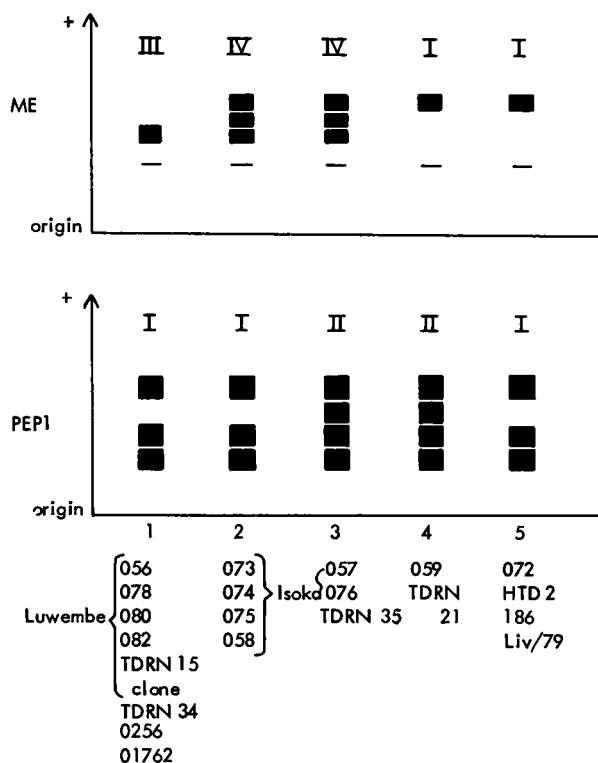 +
III IV IV I I
ME
origin
+
I I II II I
PEP1
origin
1 2 3 4 5
056 073 057 059 072
078 074 Isoka 076 TDRN HTD 2
080 075 TDRN 35 21 186
Luwembe 082 058 Liv/79
TDRN 15
clone
TDRN 34
0256
01762